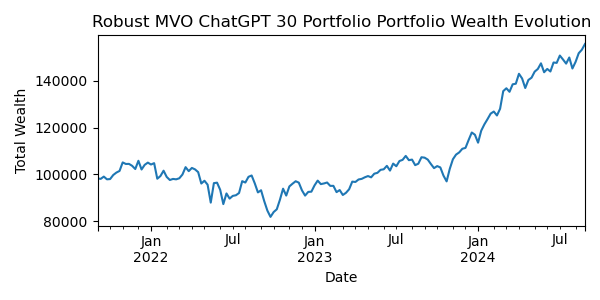 Robust MVO ChatGPT 30 Portfolio Portfolio Wealth Evolution
Total Wealth
140000
120000
100000
80000
Jan Jul Jan Jul Jan Jul
2022 2023 2024
Date